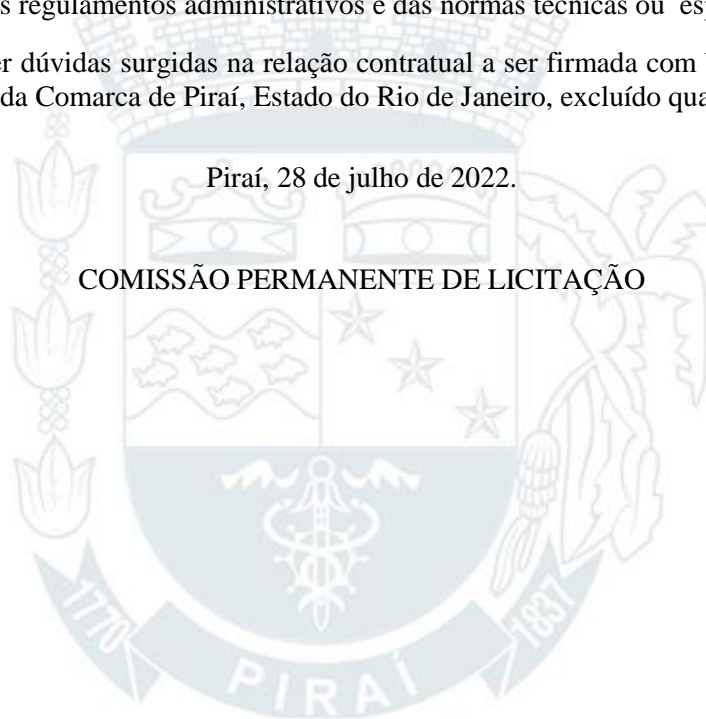 s regulamentos administrativos e das normas técnicas ou esp
er dúvidas surgidas na relação contratual a ser firmada com
da Comarca de Piraí, Estado do Rio de Janeiro, excluído qua
Piraí, 28 de julho de 2022.
COMISSÃO PERMANENTE DE LICITAÇÃO
1770
PIRAÍ
1837